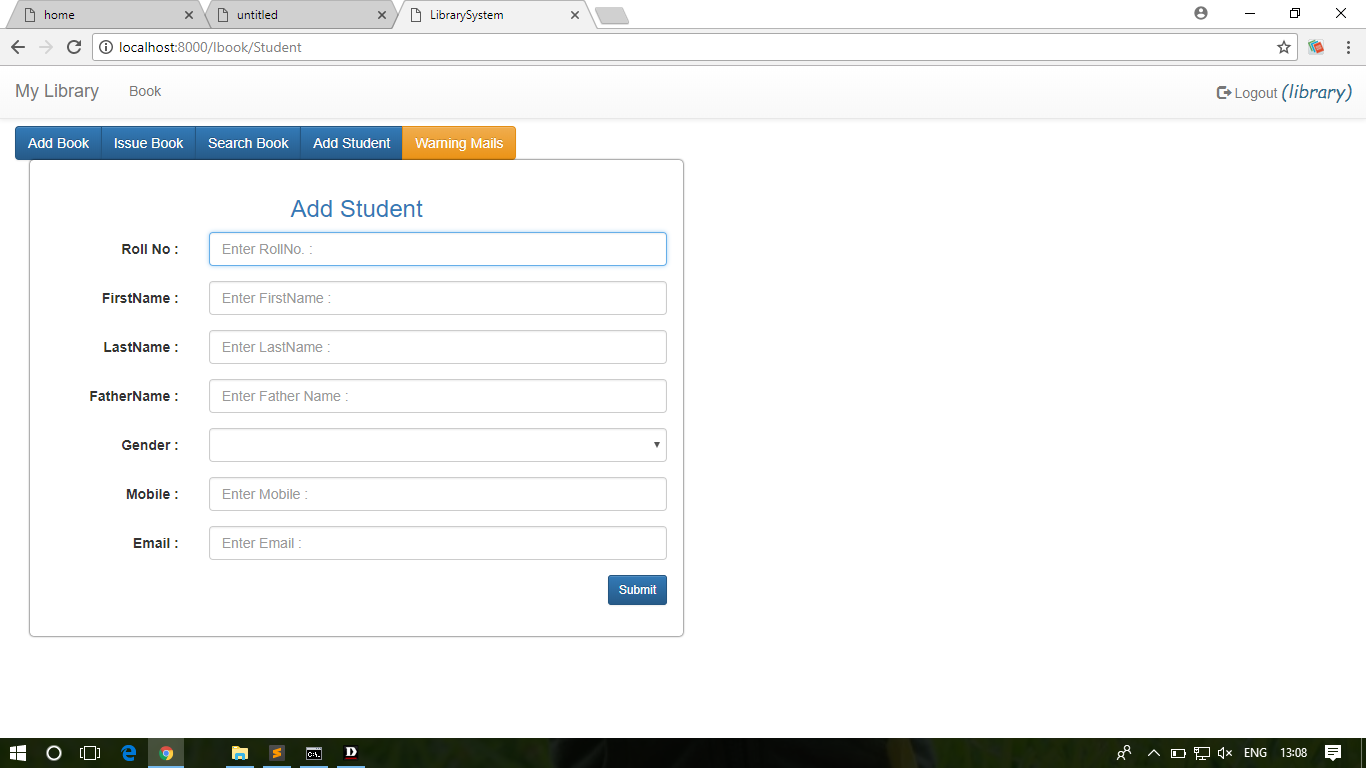 home
untitled
LibrarySystem
localhost:8000/Ibook/Student
My Library Book Logout (library)
Add Book Issue Book Search Book Add Student Warning Mails
Add Student
Roll No : Enter RollNo. :
FirstName : Enter FirstName :
LastName : Enter LastName :
FatherName : Enter Father Name :
Gender :
Mobile : Enter Mobile :
Email : Enter Email :
Submit
ENG 13:08